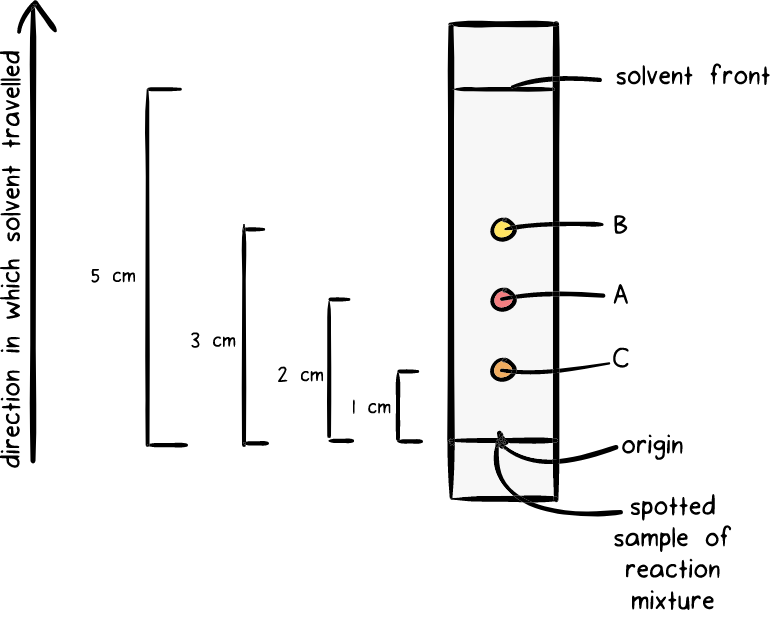 direction in which solvent travelled
5 cm
3 cm
2 cm
1 cm
solvent front
B
A
C
origin
spotted
sample of
reaction
mixture